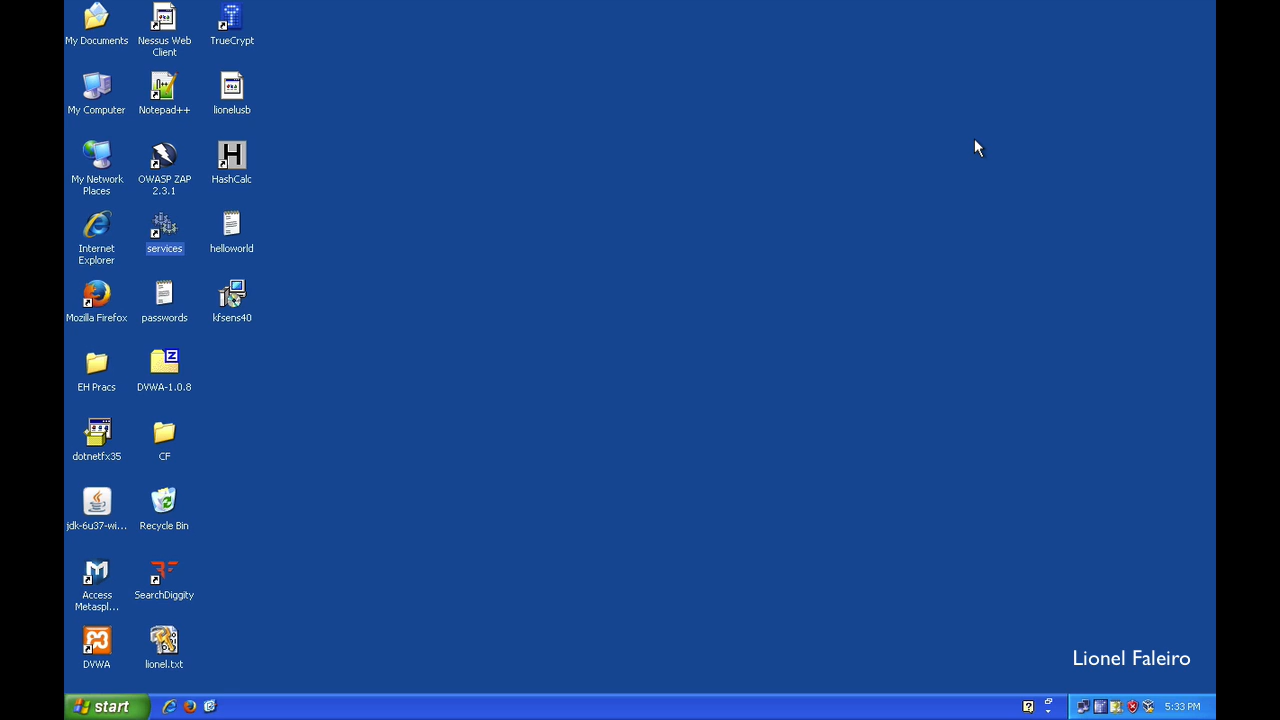 My Documents
Nessus Web
Client
TrueCrypt
My Computer
Notepad++
lionelusb
My Network
Places
OWASP ZAP
2.3.1
HashCalc
Internet
Explorer
services
helloworld
Mozilla Firefox
passwords
kfsens40
EH Pracs
DVWA-1.0.8
dotnetfx35
CF
jdk-6u37-wi...
Recycle Bin
Access
Metaspl...
SearchDiggity
DVWA
lionel.txt
Lionel Faleiro
start
5:33 PM